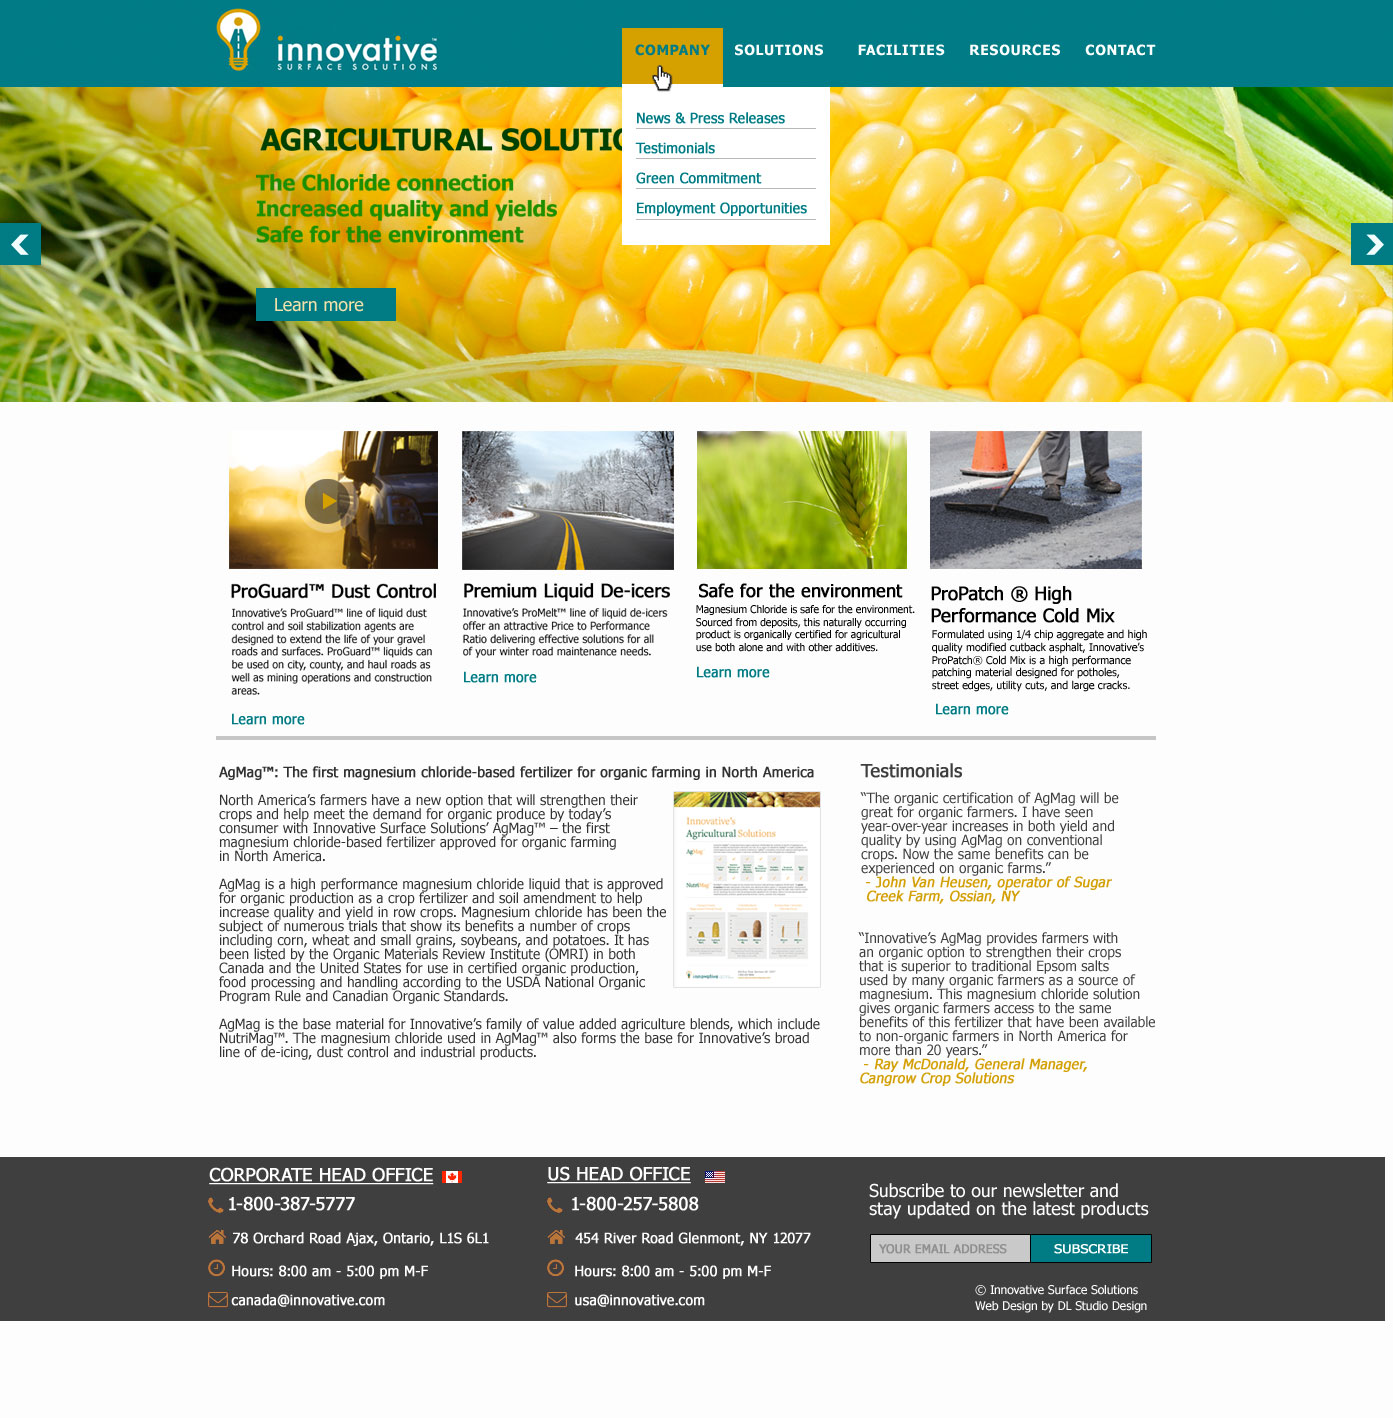 innovative™
SURFACE SOLUTIONS
COMPANY SOLUTIONS FACILITIES RESOURCES CONTACT
News & Press Releases
Testimonials
Green Commitment
Employment Opportunities
AGRICULTURAL SOLUTIO
The Chloride connection
Increased quality and yields
Safe for the environment
Learn more
ProGuard™ Dust Control
Innovative’s ProGuard™ line of liquid dust
control and soil stabilization agents are
designed to extend the life of your gravel
roads and surfaces. ProGuard™ liquids can
be used on city, county, and haul roads as
well as mining operations and construction
areas.
Learn more
Premium Liquid De-icers
Innovative’s ProMelt™ line of liquid de-icers
offer an attractive Price to Performance
Ratio delivering effective solutions for all
of your winter road maintenance needs.
Learn more
Safe for the environment
Magnesium Chloride is safe for the environment.
Sourced from deposits, this naturally occurring
product is organically certified for agricultural
use both alone and with other additives.
Learn more
ProPatch ® High
Performance Cold Mix
Formulated using 1/4 chip aggregate and high
quality modified cutback asphalt, Innovative’s
ProPatch® Cold Mix is a high performance
patching material designed for potholes,
street edges, utility cuts, and large cracks.
Learn more
AgMag™: The first magnesium chloride-based fertilizer for organic farming in North America
North America’s farmers have a new option that will strengthen their
crops and help meet the demand for organic produce by today’s
consumer with Innovative Surface Solutions’ AgMag™ – the first
magnesium chloride-based fertilizer approved for organic farming
in North America.
AgMag is a high performance magnesium chloride liquid that is approved
for organic production as a crop fertilizer and soil amendment to help
increase quality and yield in row crops. Magnesium chloride has been the
subject of numerous trials that show its benefits a number of crops
including corn, wheat and small grains, soybeans, and potatoes. It has
been listed by the Organic Materials Review Institute (OMRI) in both
Canada and the United States for use in certified organic production,
food processing and handling according to the USDA National Organic
Program Rule and Canadian Organic Standards.
AgMag is the base material for Innovative’s family of value added agriculture blends, which include
NutriMag™. The magnesium chloride used in AgMag™ also forms the base for Innovative’s broad
line of de-icing, dust control and industrial products.
Innovative's
Agricultural Solutions
AgMag
NutriMag
innovative
Testimonials
“The organic certification of AgMag will be
great for organic farmers. I have seen
year-over-year increases in both yield and
quality by using AgMag on conventional
crops. Now the same benefits can be
experienced on organic farms.”
- John Van Heusen, operator of Sugar
Creek Farm, Ossian, NY
“Innovative’s AgMag provides farmers with
an organic option to strengthen their crops
that is superior to traditional Epsom salts
used by many organic farmers as a source of
magnesium. This magnesium chloride solution
gives organic farmers access to the same
benefits of this fertilizer that have been available
to non-organic farmers in North America for
more than 20 years.”
- Ray McDonald, General Manager,
Cangrow Crop Solutions
CORPORATE HEAD OFFICE
1-800-387-5777
78 Orchard Road Ajax, Ontario, L1S 6L1
Hours: 8:00 am - 5:00 pm M-F
canada@innovative.com
US HEAD OFFICE
1-800-257-5808
454 River Road Glenmont, NY 12077
Hours: 8:00 am - 5:00 pm M-F
usa@innovative.com
Subscribe to our newsletter and
stay updated on the latest products
YOUR EMAIL ADDRESS SUBSCRIBE
© Innovative Surface Solutions
Web Design by DL Studio Design